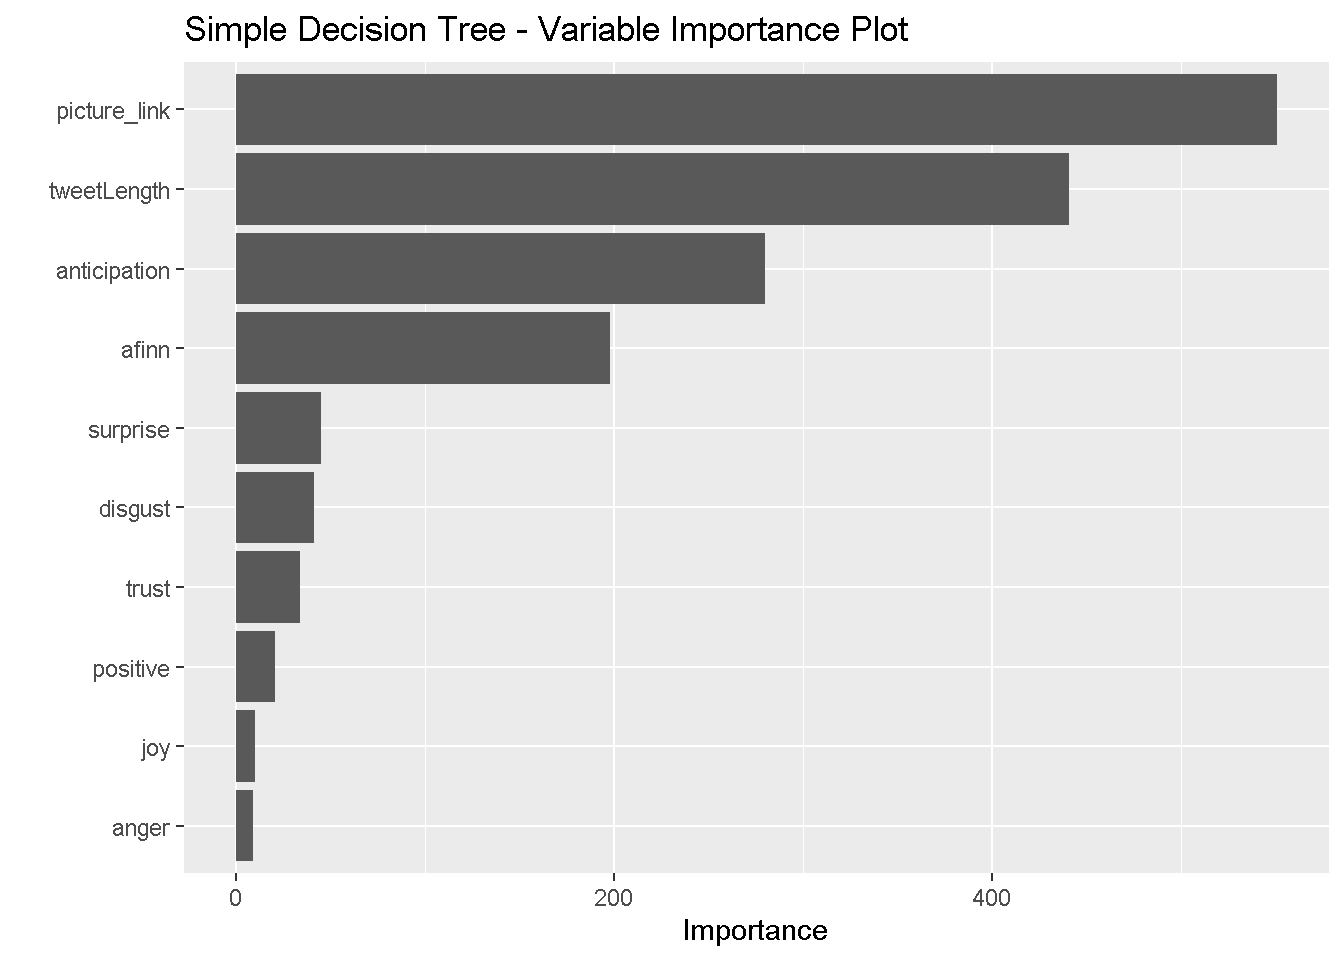 Simple Decision Tree - Variable Importance Plot
picture_link
tweetLength
anticipation
afinn
surprise
disgust
trust
positive
joy
anger
0 200 400
Importance